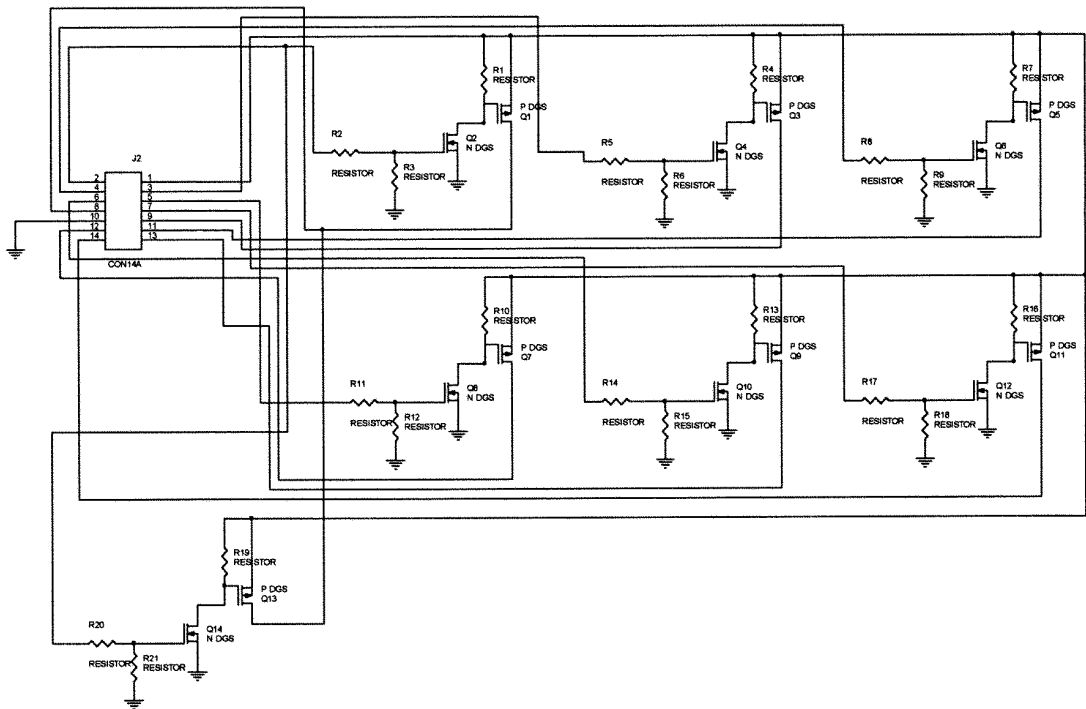 R1
RESISTOR
P DGS
Q1
R2
RESISTOR
R3
RESISTOR
Q2
N DGS
R4
RESISTOR
P DGS
Q3
R5
RESISTOR
R6
RESISTOR
Q4
N DGS
R7
RESISTOR
P DGS
Q5
R8
RESISTOR
R9
RESISTOR
Q6
N DGS
J2
2 1
4 3
6 5
8 7
10 9
12 11
14 13
CON14A
R10
RESISTOR
P DGS
Q7
R11
RESISTOR
R12
RESISTOR
Q8
N DGS
R13
RESISTOR
P DGS
Q9
R14
RESISTOR
R15
RESISTOR
Q10
N DGS
R16
RESISTOR
P DGS
Q11
R17
RESISTOR
R18
RESISTOR
Q12
N DGS
R19
RESISTOR
P DGS
Q13
R20
RESISTOR
R21
RESISTOR
Q14
N DGS